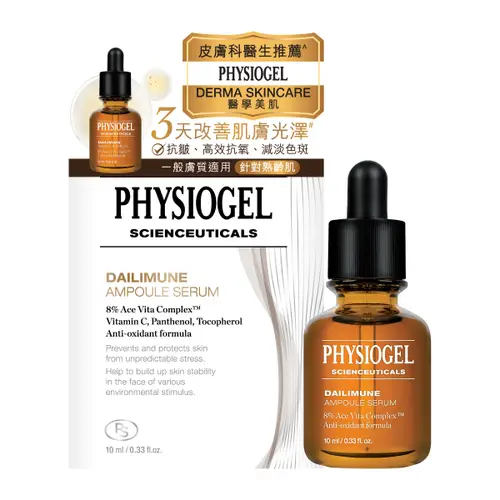 皮膚科醫生推薦^
PHYSIOGEL
DERMA SKINCARE
醫學美肌
3天改善肌膚光澤#
抗皺、高效抗氧、減淡色斑
一般膚質適用 針對熟齡肌
PHYSIOGEL
SCIENCEUTICALS
DAILIMUNE
AMPOULE SERUM
8% Ace Vita Complex™
Vitamin C, Panthenol, Tocopherol
Anti-oxidant formula
Prevents and protects skin
from unpredictable stress.
Help to build up skin stability
in the face of various
environmental stimulus.
PS
10 ml / 0.33 fl.oz.
PHYSIOGEL
SCIENCEUTICALS
DAILIMUNE
AMPOULE SERUM
8% Ace Vita Complex™
Anti-oxidant formula
10 ml / 0.33 fl. oz.